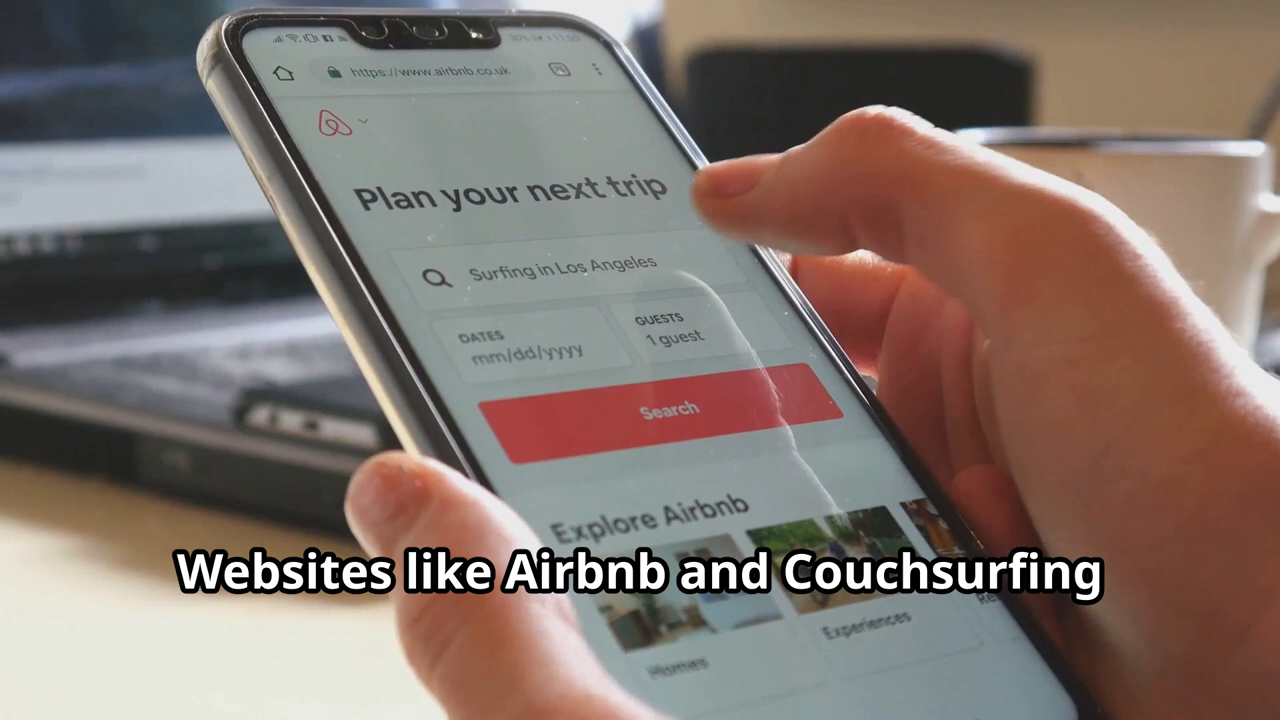 https://www.airbnb.co.uk
Plan your next trip
Surfing in Los Angeles
DATES
mm/dd/yyyy
GUESTS
1 guest
Search
Explore Airbnb
Websites like Airbnb and Couchsurfing
Homes
Experiences